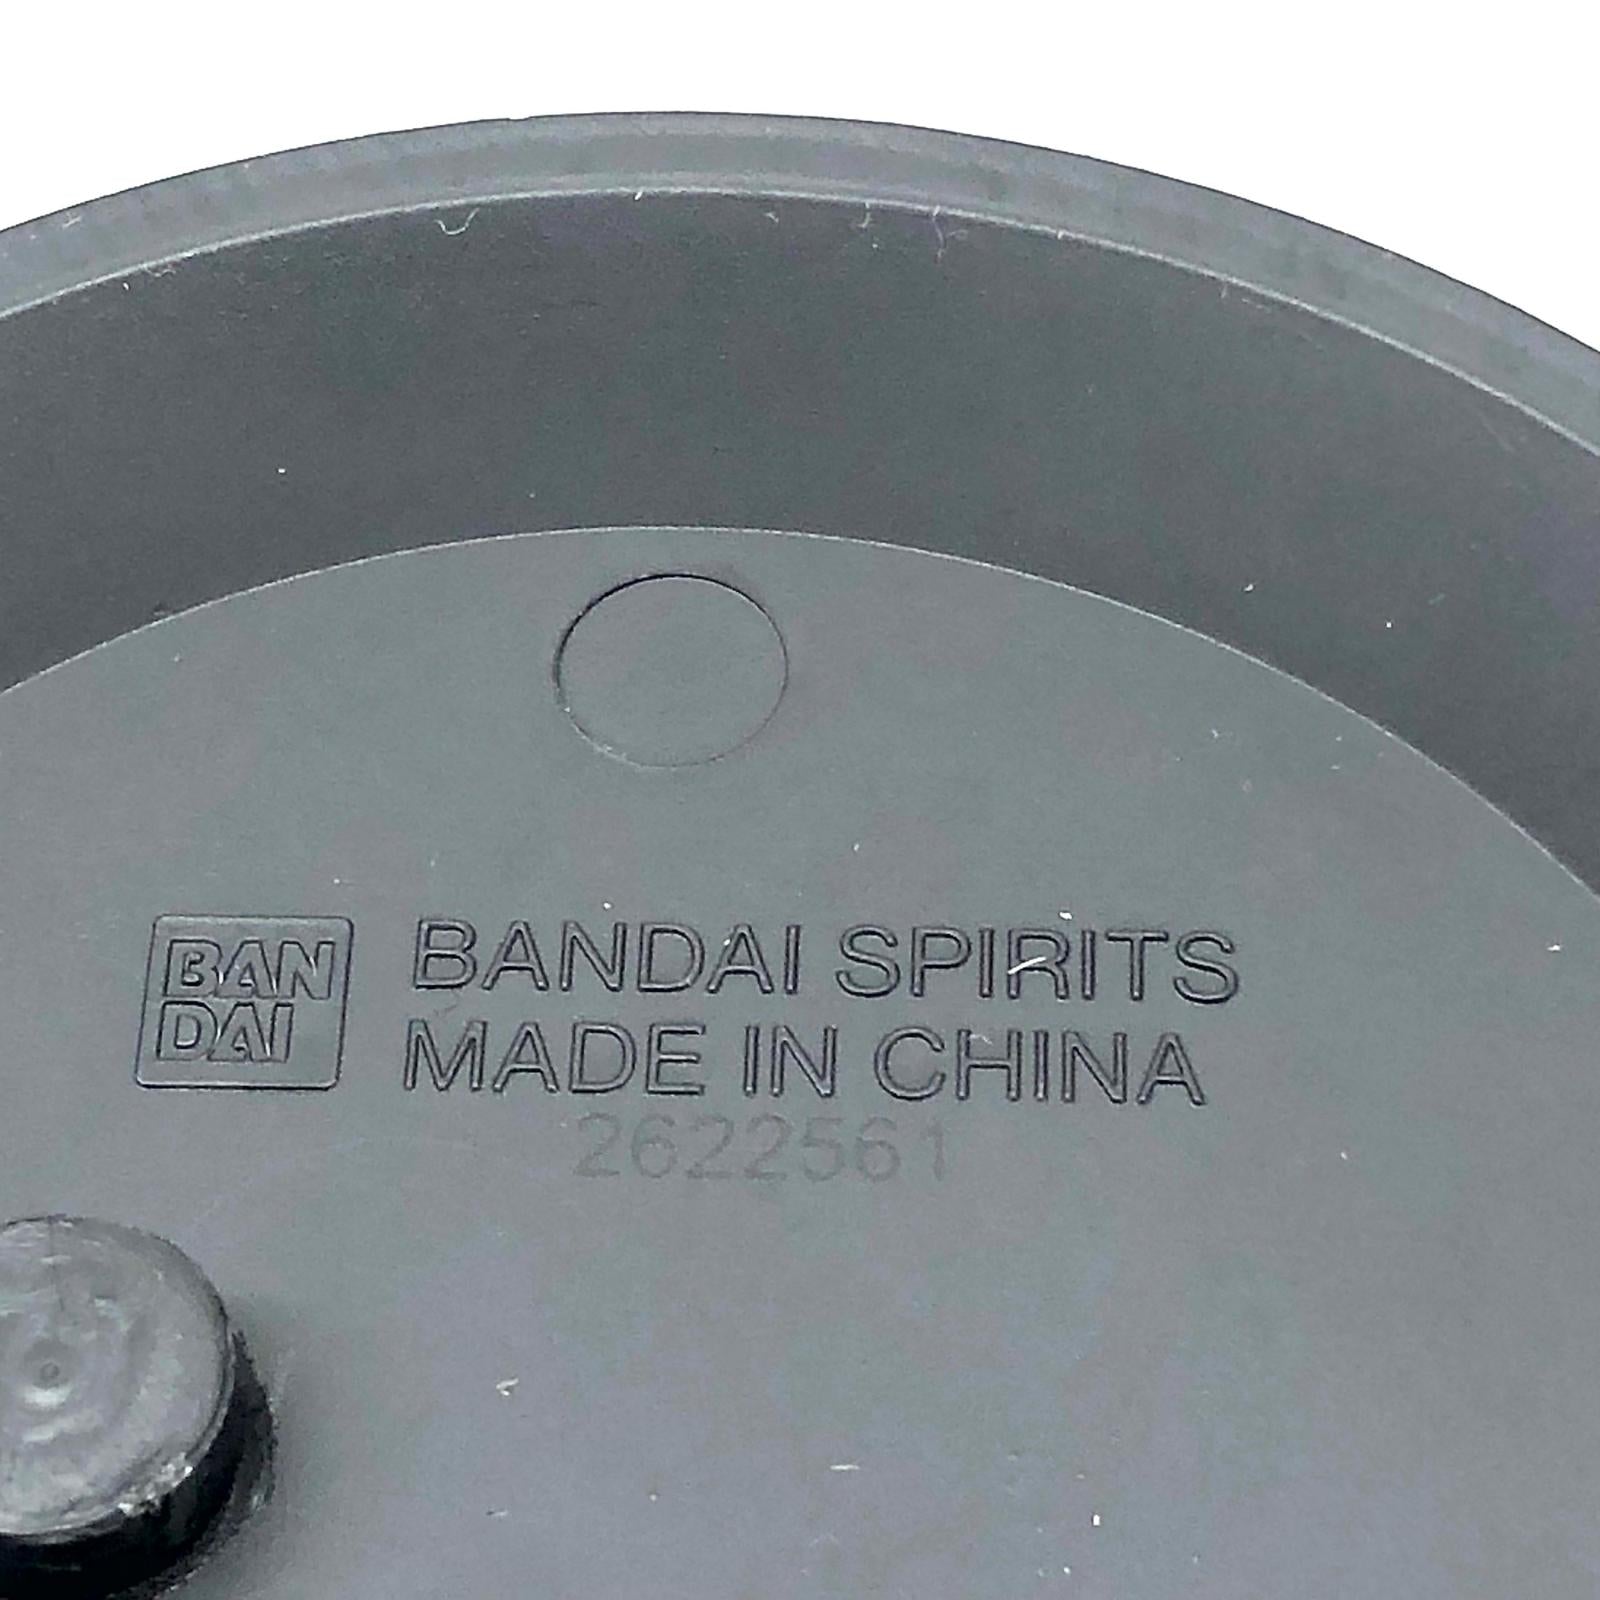 BAN
DAI
BANDAI SPIRITS
MADE IN CHINA
2622561